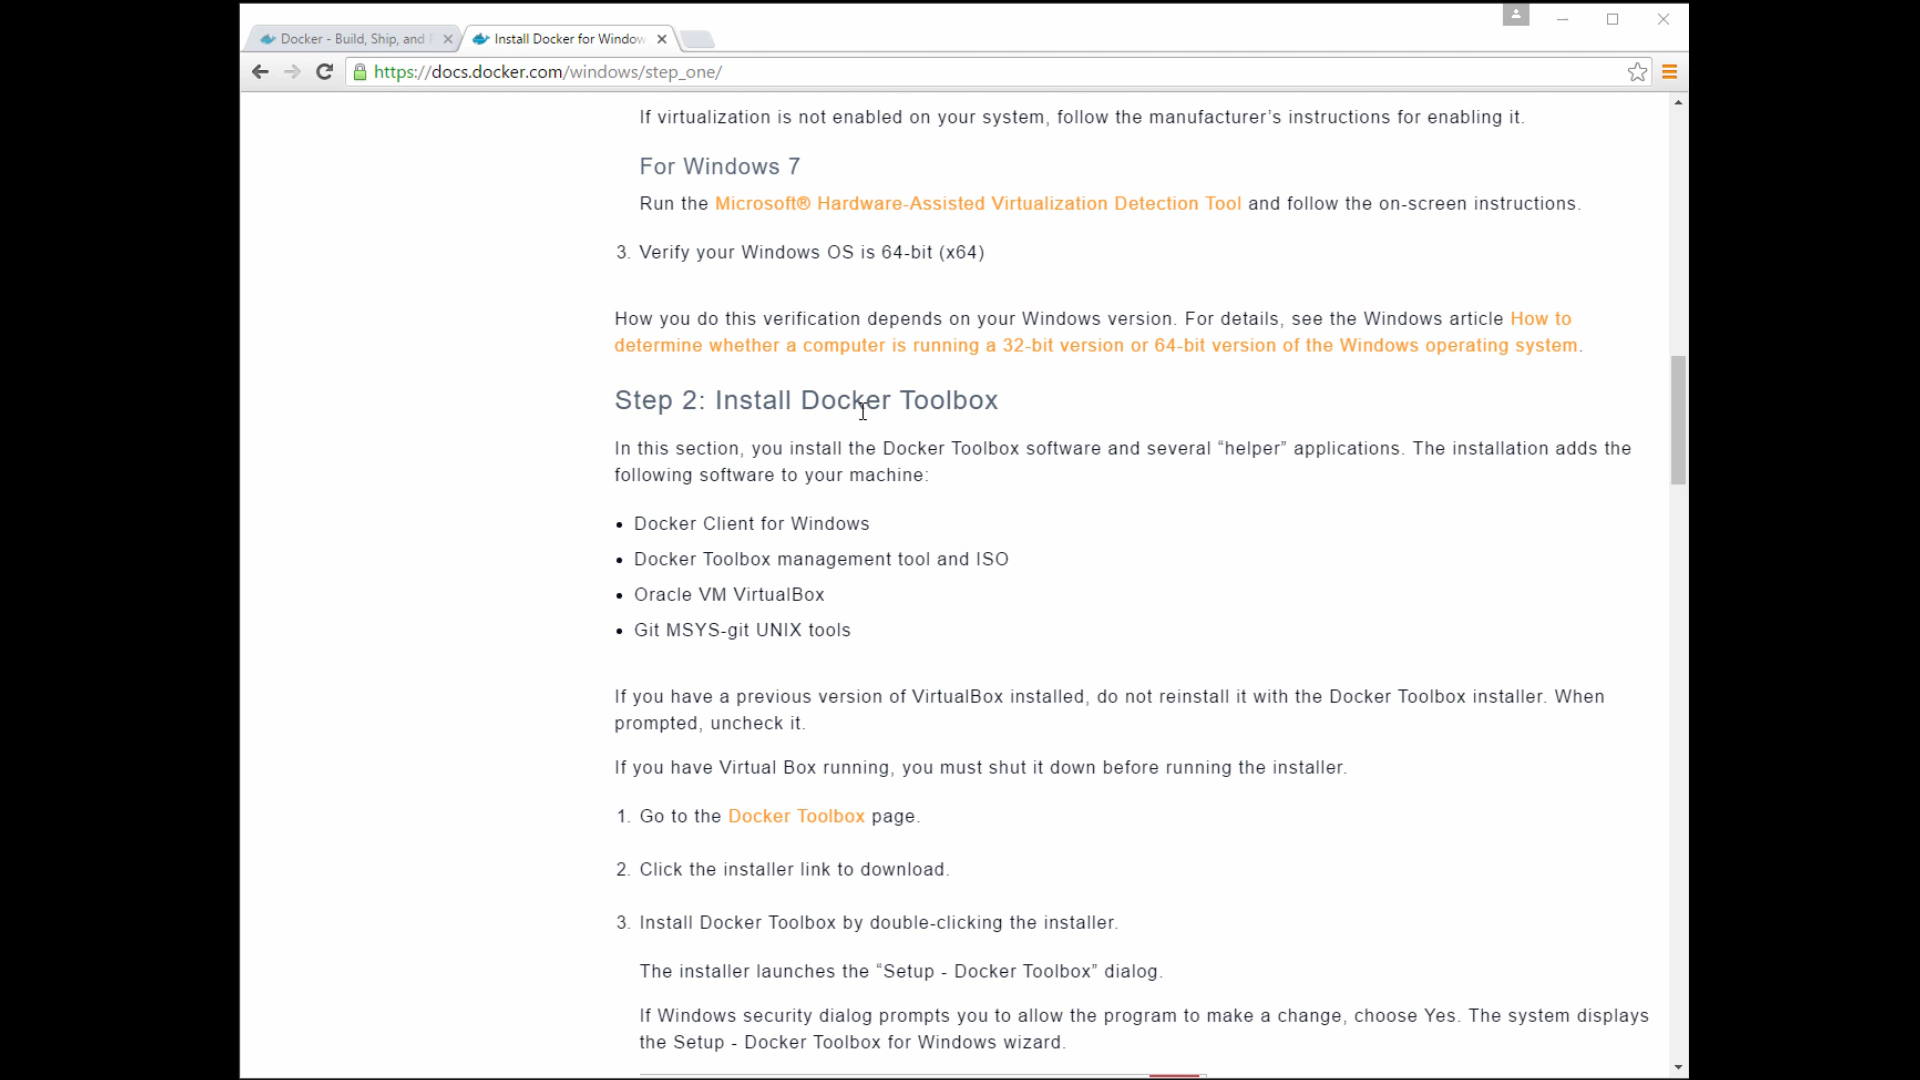 Docker - Build, Ship, and
Install Docker for Window
https://docs.docker.com/windows/step_one/
If virtualization is not enabled on your system, follow the manufacturer’s instructions for enabling it.
For Windows 7
Run the Microsoft® Hardware-Assisted Virtualization Detection Tool and follow the on-screen instructions.
3. Verify your Windows OS is 64-bit (x64)
How you do this verification depends on your Windows version. For details, see the Windows article How to
determine whether a computer is running a 32-bit version or 64-bit version of the Windows operating system.
Step 2: Install Docker Toolbox
In this section, you install the Docker Toolbox software and several “helper” applications. The installation adds the
following software to your machine:
• Docker Client for Windows
• Docker Toolbox management tool and ISO
• Oracle VM VirtualBox
• Git MSYS-git UNIX tools
If you have a previous version of VirtualBox installed, do not reinstall it with the Docker Toolbox installer. When
prompted, uncheck it.
If you have Virtual Box running, you must shut it down before running the installer.
1. Go to the Docker Toolbox page.
2. Click the installer link to download.
3. Install Docker Toolbox by double-clicking the installer.
The installer launches the “Setup - Docker Toolbox” dialog.
If Windows security dialog prompts you to allow the program to make a change, choose Yes. The system displays
the Setup - Docker Toolbox for Windows wizard.